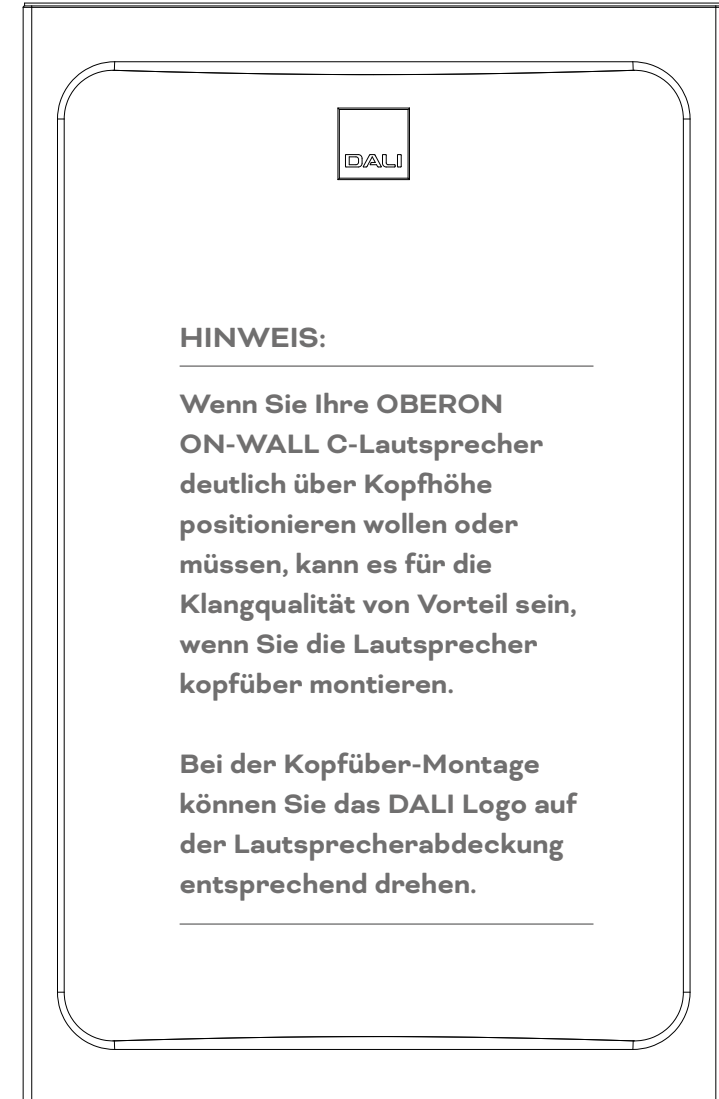 DALI
HINWEIS:
Wenn Sie Ihre OBERON
ON-WALL C-Lautsprecher
deutlich über Kopfhöhe
positionieren wollen oder
müssen, kann es für die
Klangqualität von Vorteil sein,
wenn Sie die Lautsprecher
kopfüber montieren.
Bei der Kopfüber-Montage
können Sie das DALI Logo auf
der Lautsprecherabdeckung
entsprechend drehen.